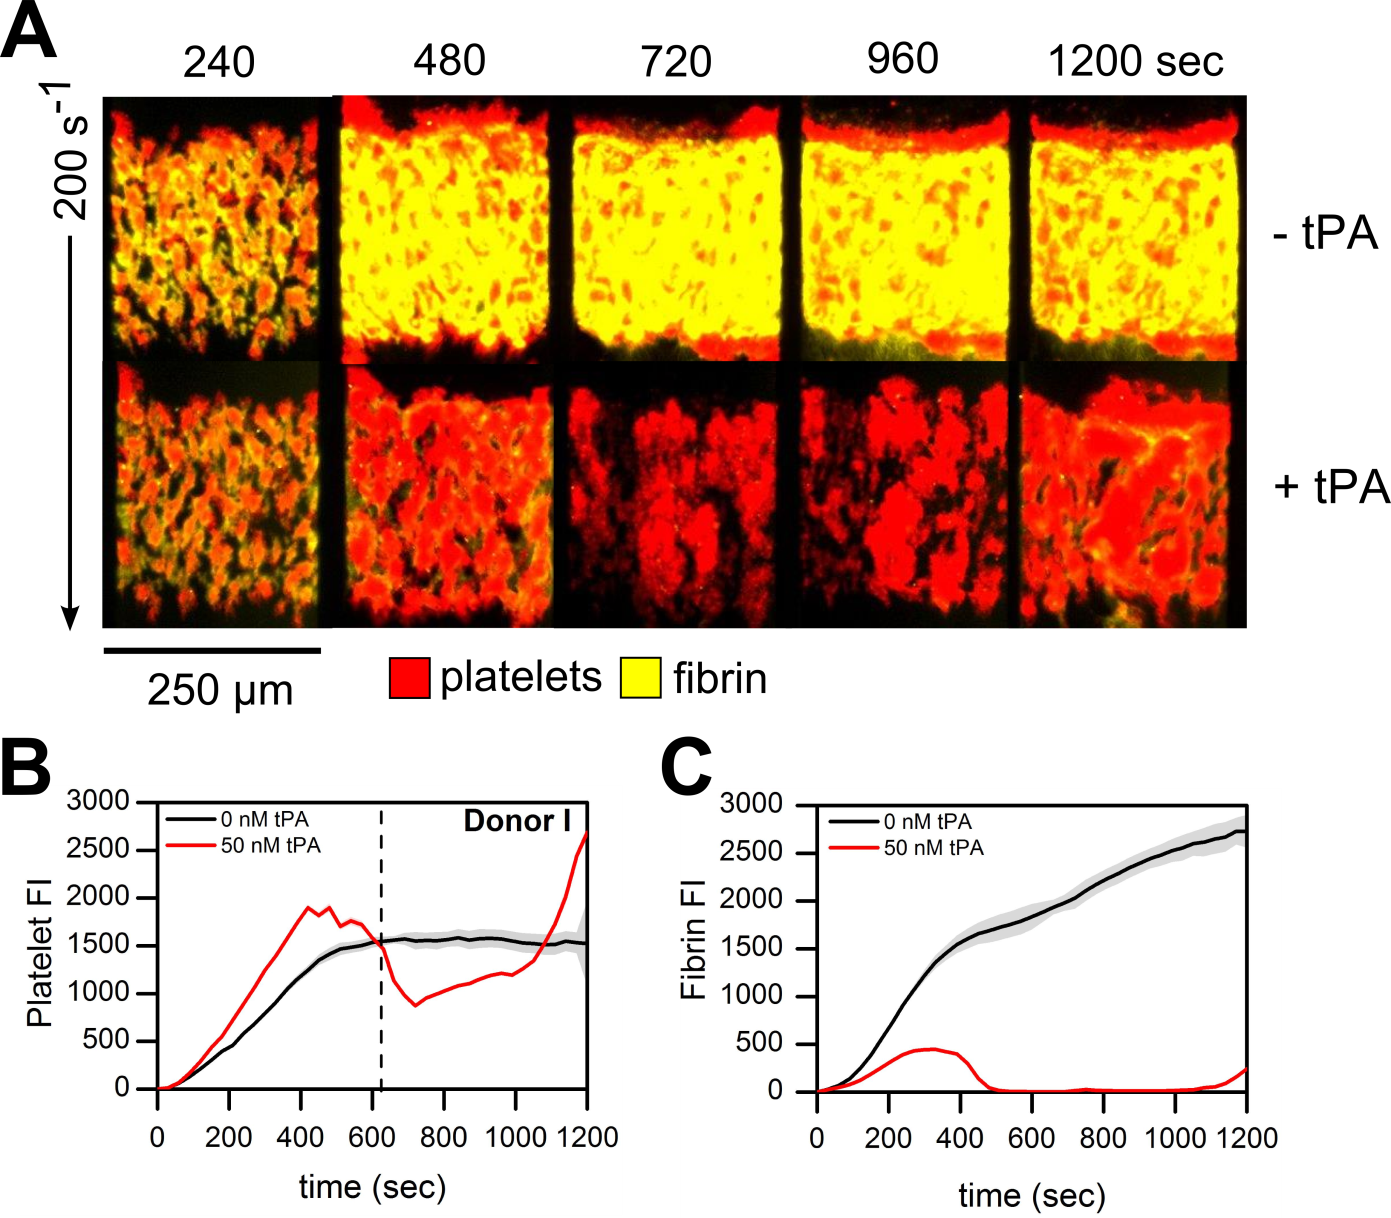 A
240 480 720 960 1200 sec
200 s⁻¹
- tPA
+ tPA
250 µm
platelets fibrin
B
3000
2500
2000
1500
1000
500
0
Platelet FI
0 nM tPA
50 nM tPA
Donor I
0 200 400 600 800 1000 1200
time (sec)
C
3000
2500
2000
1500
1000
500
0
Fibrin FI
0 nM tPA
50 nM tPA
0 200 400 600 800 1000 1200
time (sec)